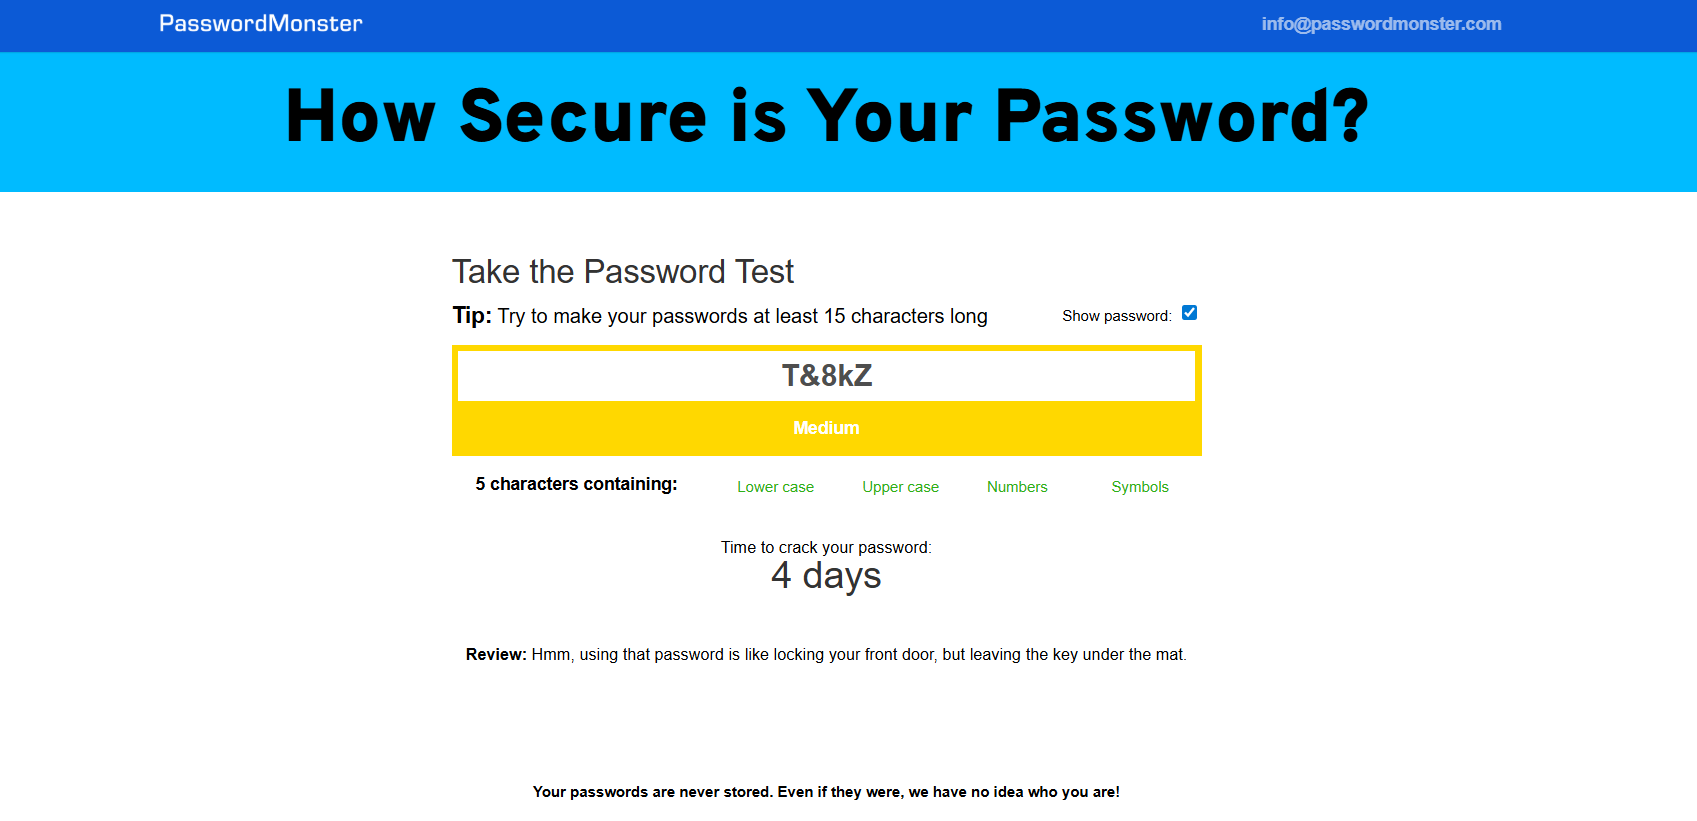 PasswordMonster info@passwordmonster.com
How Secure is Your Password?
Take the Password Test
Tip: Try to make your passwords at least 15 characters long Show password:
T&8kZ
Medium
5 characters containing: Lower case Upper case Numbers Symbols
Time to crack your password:
4 days
Review: Hmm, using that password is like locking your front door, but leaving the key under the mat.
Your passwords are never stored. Even if they were, we have no idea who you are!